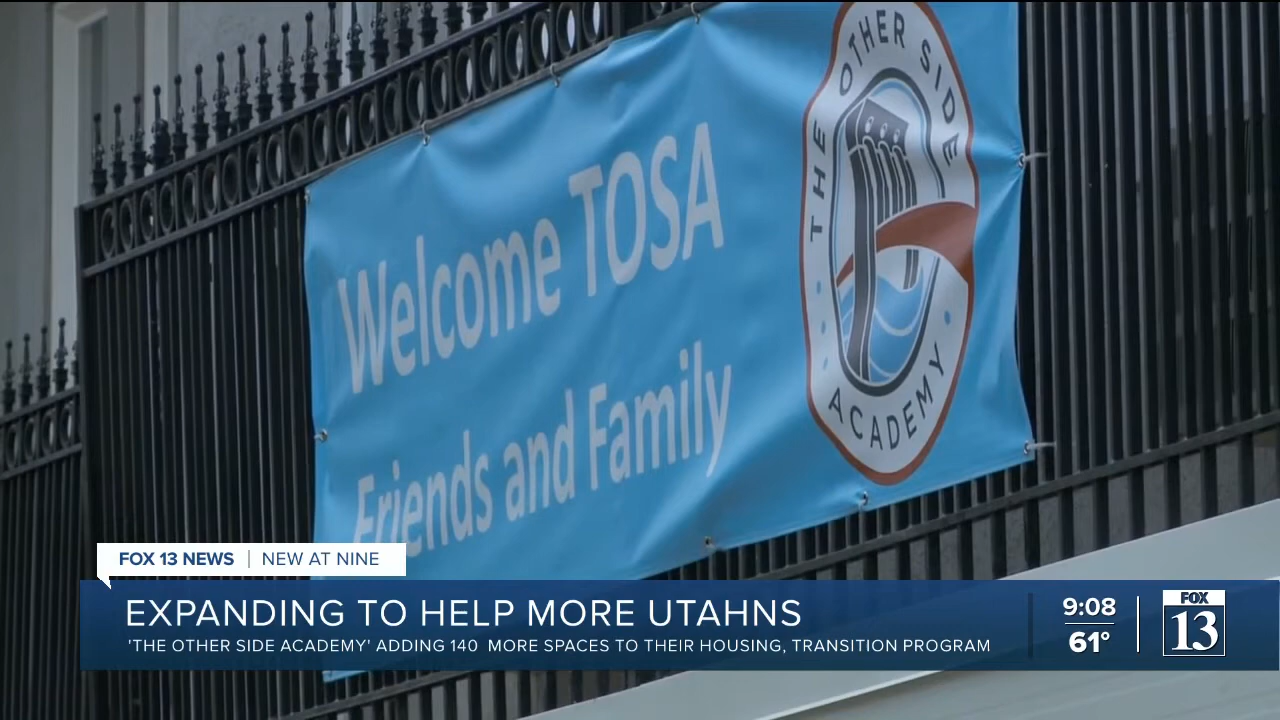 THE OTHER SIDE
ACADEMY
Welcome TOSA
Friends and Family
FOX 13 NEWS | NEW AT NINE
EXPANDING TO HELP MORE UTAHNS
'THE OTHER SIDE ACADEMY' ADDING 140 MORE SPACES TO THEIR HOUSING, TRANSITION PROGRAM
9:08
61°
FOX
13